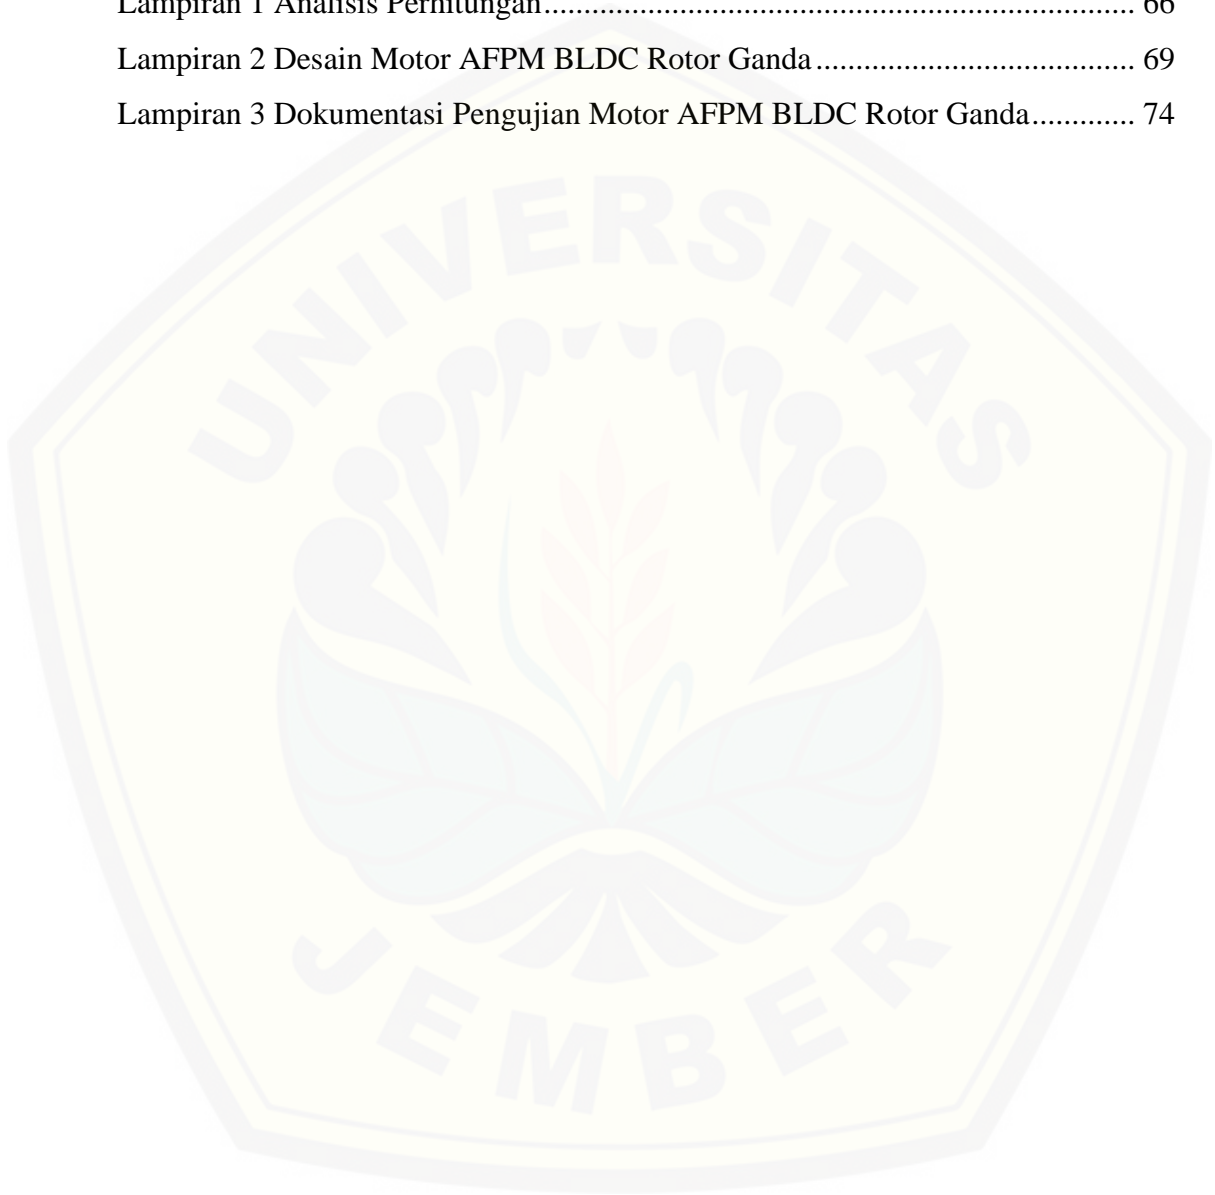 Lampiran 1 Analisis Perhitungan.......................................................................... 66
Lampiran 2 Desain Motor AFPM BLDC Rotor Ganda........................................ 69
Lampiran 3 Dokumentasi Pengujian Motor AFPM BLDC Rotor Ganda............. 74
UNIVERSITAS
JEMBER